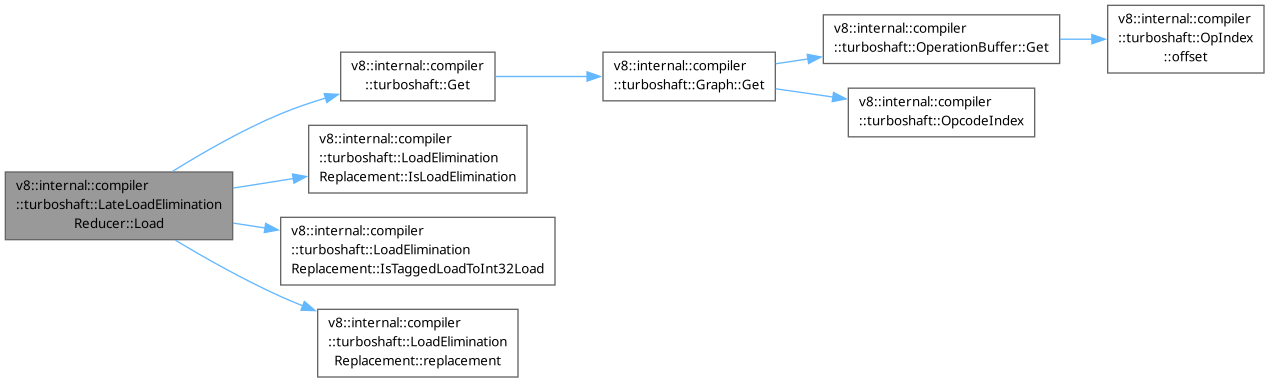 v8::internal::compiler
::turboshaft::LateLoadElimination
Reducer::Load
v8::internal::compiler
::turboshaft::Get
v8::internal::compiler
::turboshaft::Graph::Get
v8::internal::compiler
::turboshaft::OperationBuffer::Get
v8::internal::compiler
::turboshaft::OpIndex
::offset
v8::internal::compiler
::turboshaft::OpcodeIndex
v8::internal::compiler
::turboshaft::LoadElimination
Replacement::IsLoadElimination
v8::internal::compiler
::turboshaft::LoadElimination
Replacement::IsTaggedLoadToInt32Load
v8::internal::compiler
::turboshaft::LoadElimination
Replacement::replacement